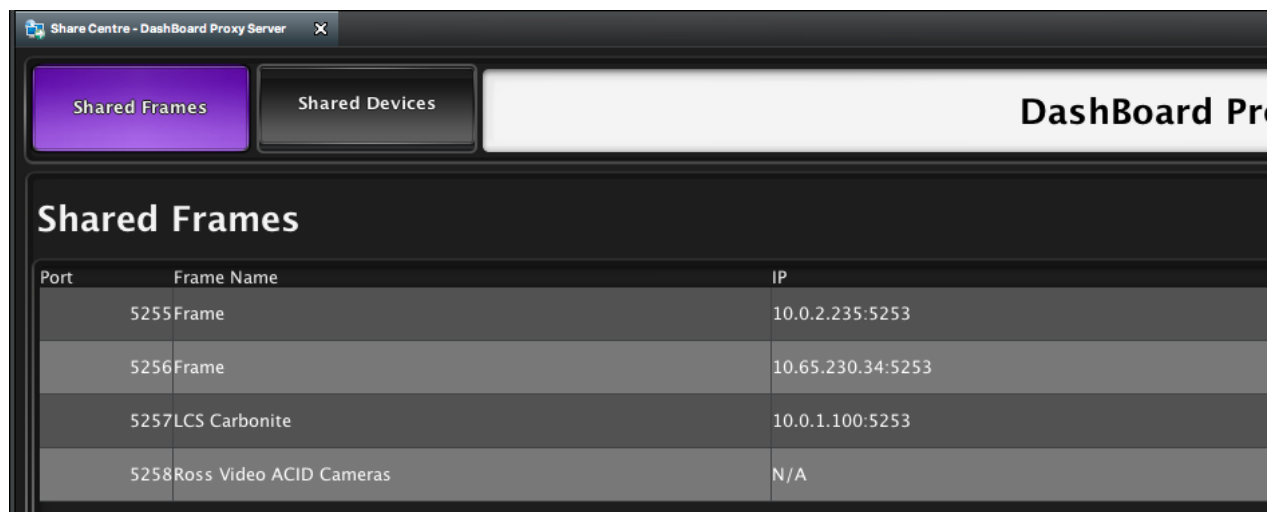 Share Centre - DashBoard Proxy Server X
Shared Frames Shared Devices DashBoard Pr
Shared Frames
Port Frame Name IP
5255 Frame 10.0.2.235:5253
5256 Frame 10.65.230.34:5253
5257 LCS Carbonite 10.0.1.100:5253
5258 Ross Video ACID Cameras N/A